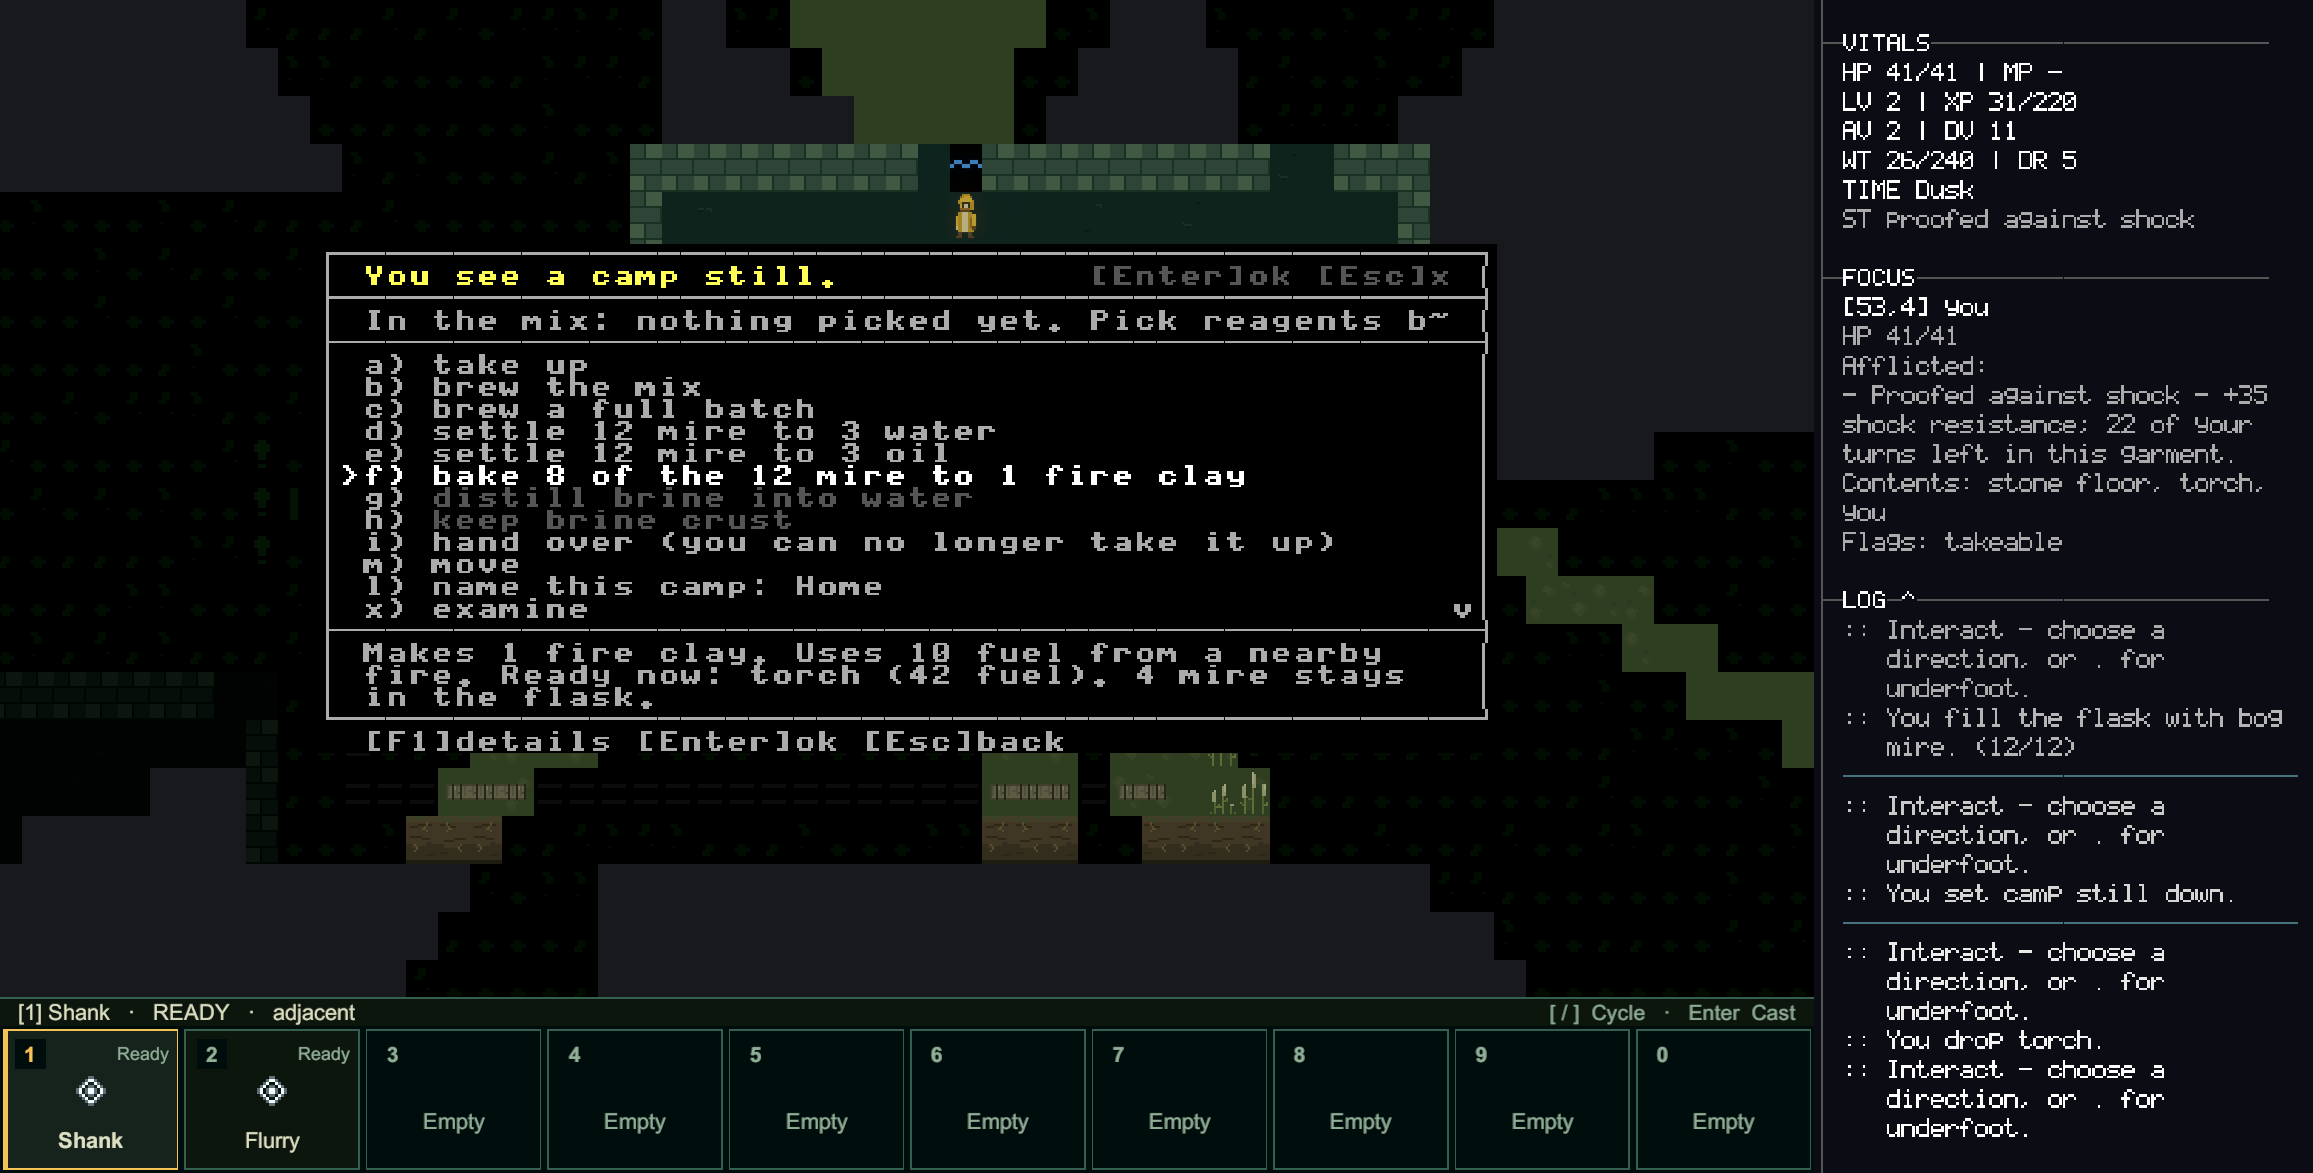 You see a camp still. [Enter]ok [Esc]x
In the mix: nothing picked yet. Pick reagents b~
a) take up
b) brew the mix
c) brew a full batch
d) settle 12 mire to 3 water
e) settle 12 mire to 3 oil
>f) bake 8 of the 12 mire to 1 fire clay
g) distill brine into water
h) keep brine crust
i) hand over (you can no longer take it up)
m) move
l) name this camp: Home
x) examine v
Makes 1 fire clay. Uses 10 fuel from a nearby
fire. Ready now: torch (42 fuel). 4 mire stays
in the flask.
[F1]details [Enter]ok [Esc]back
[1] Shank · READY · adjacent [ / ] Cycle · Enter Cast
1 Ready Shank
2 Ready Flurry
3 Empty
4 Empty
5 Empty
6 Empty
7 Empty
8 Empty
9 Empty
0 Empty
VITALS
HP 41/41 | MP -
LV 2 | XP 31/220
AV 2 | DV 11
WT 26/240 | DR 5
TIME Dusk
ST Proofed against shock
FOCUS
[53,4] You
HP 41/41
Afflicted:
- Proofed against shock - +35
shock resistance; 22 of your
turns left in this garment.
Contents: stone floor, torch,
you
Flags: takeable
LOG ^
:: Interact - choose a
direction, or . for
underfoot.
:: You fill the flask with bog
mire. (12/12)
:: Interact - choose a
direction, or . for
underfoot.
:: You set camp still down.
:: Interact - choose a
direction, or . for
underfoot.
:: You drop torch.
:: Interact - choose a
direction, or . for
underfoot.